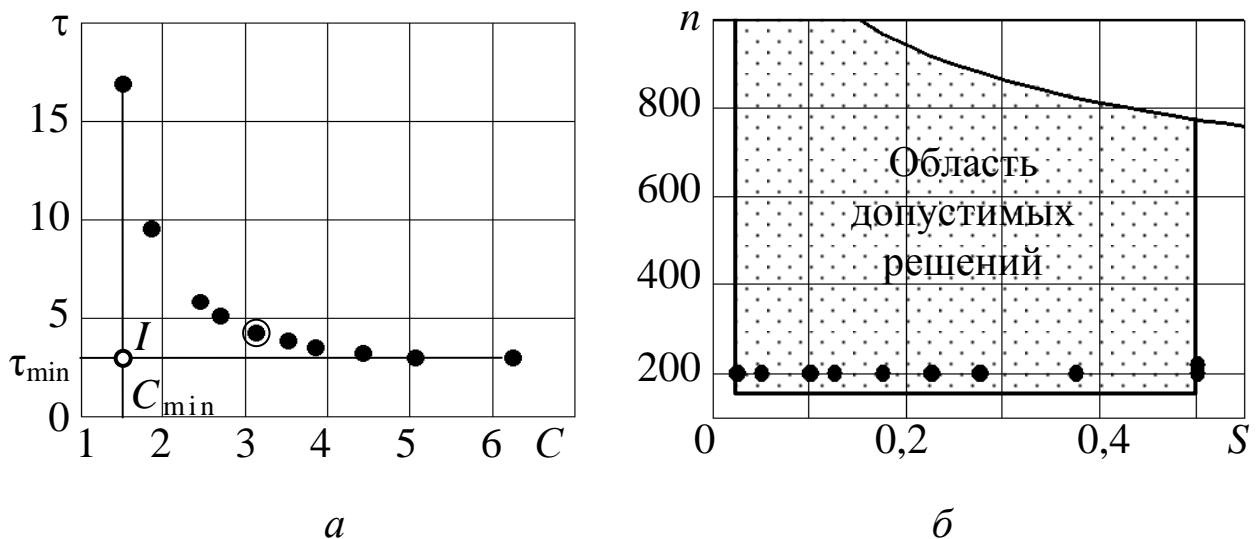 τ
15
10
5
τmin
0
I
Cmin
1 2 3 4 5 6 C
а
n
800
600
400
200
Область
допустимых
решений
0 0,2 0,4 S
б